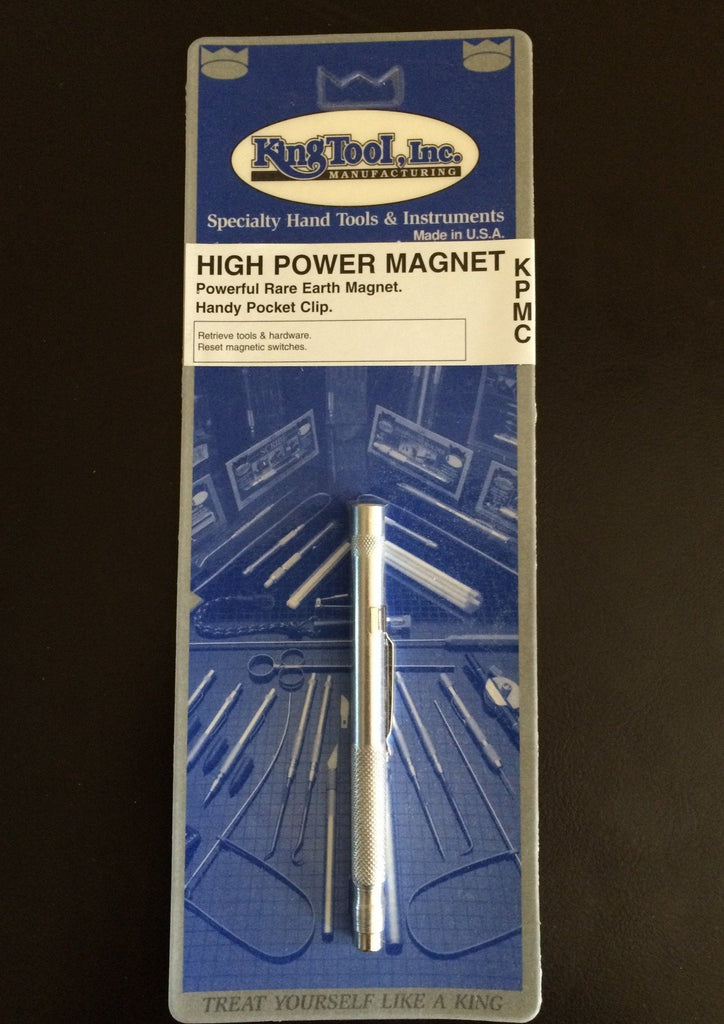 KingTool, Inc.
MANUFACTURING
Specialty Hand Tools & Instruments
Made in U.S.A.
HIGH POWER MAGNET
Powerful Rare Earth Magnet.
Handy Pocket Clip.
KPMC
Retrieve tools & hardware.
Reset magnetic switches.
TREAT YOURSELF LIKE A KING